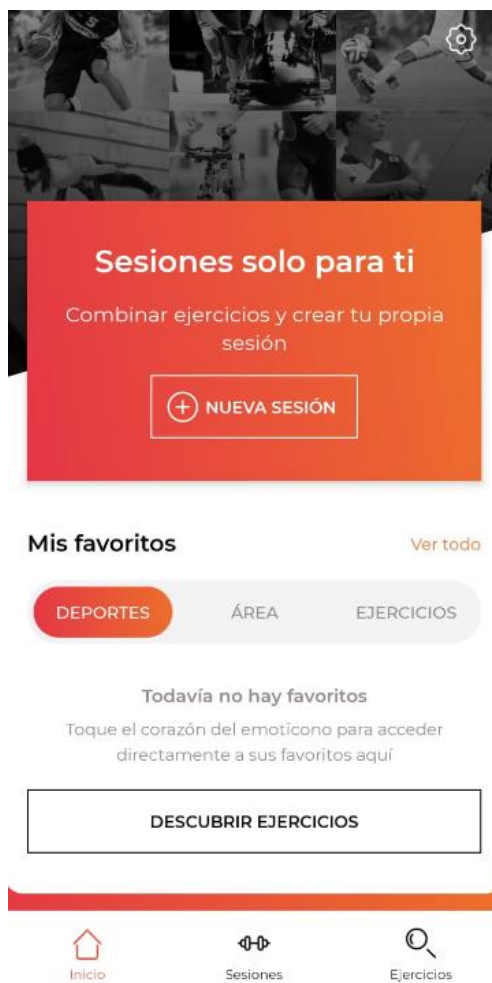 Sesiones solo para ti
Combinar ejercicios y crear tu propia
sesión
NUEVA SESIÓN
Mis favoritos
Ver todo
DEPORTES
ÁREA
EJERCICIOS
Todavía no hay favoritos
Toque el corazón del emoticono para acceder
directamente a sus favoritos aquí
DESCUBRIR EJERCICIOS
Inicio
Sesiones
Ejercicios